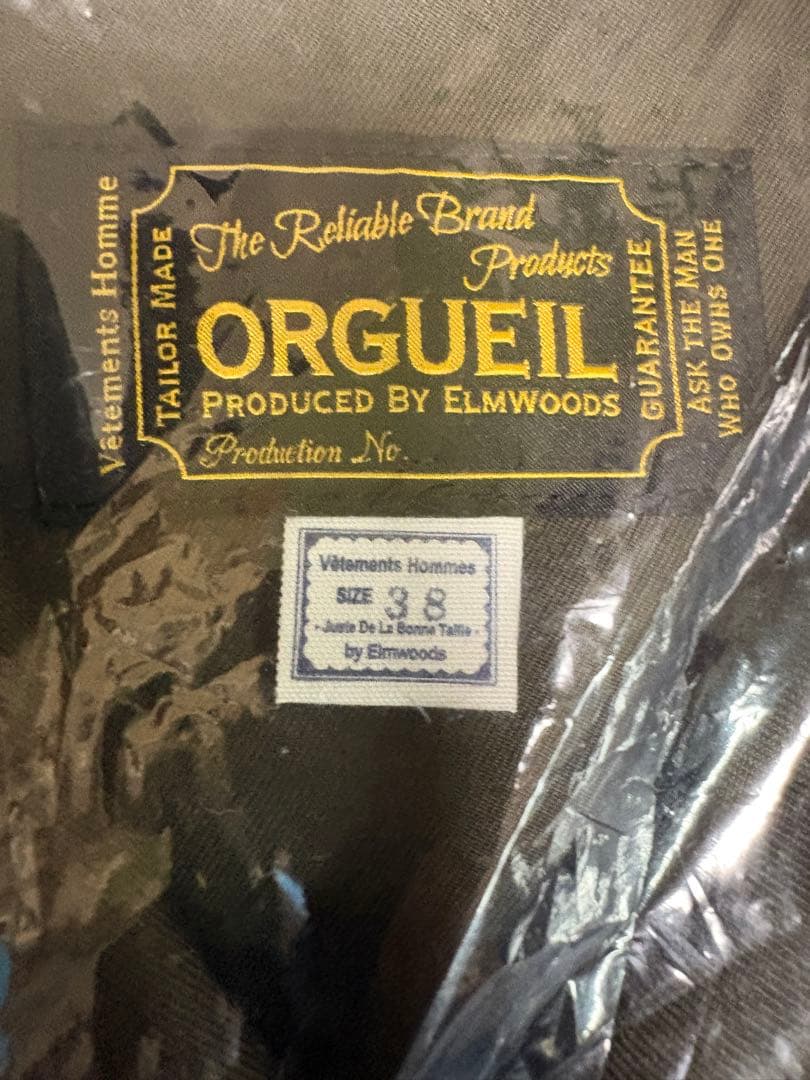 Vêtements Homme
TAILOR MADE
The Reliable Brand
Products
ORGUEIL
PRODUCED BY ELMWOODS
Production No.
GUARANTEE
ASK THE MAN
WHO OWNS ONE
Vêtements Hommes
SIZE 38
- Juste De La Bonne Taille -
by Elmwoods